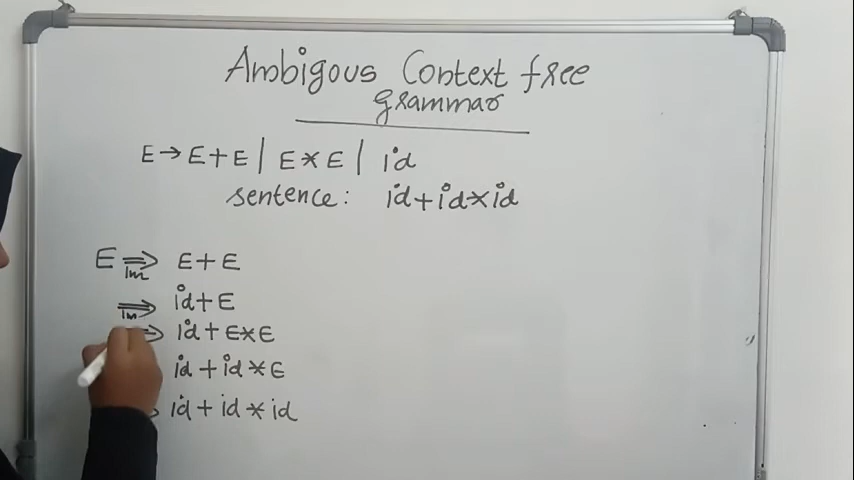 Ambigous Context free
grammar
E → E + E | E * E | id
sentence: id + id * id
E ⇒ E + E
lm
⇒ id + E
lm
⇒ id + E * E
id + id * E
id + id * id